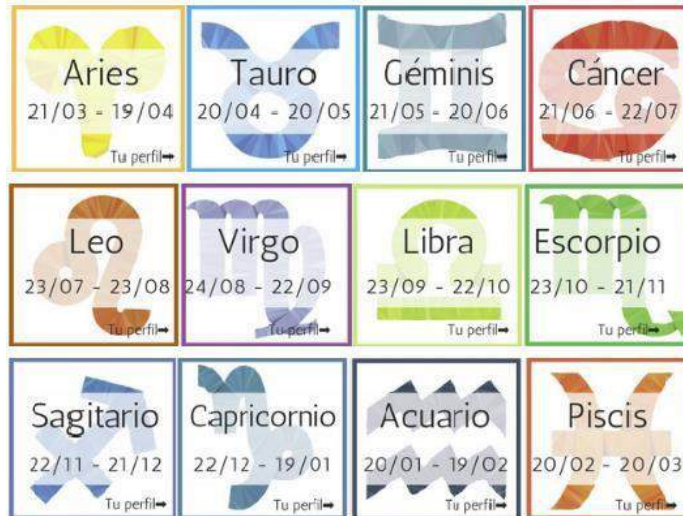 Aries
21/03 - 19/04
Tu perfil➡
Tauro
20/04 - 20/05
Tu perfil➡
Géminis
21/05 - 20/06
Tu perfil➡
Cáncer
21/06 - 22/07
Tu perfil➡
Leo
23/07 - 23/08
Tu perfil➡
Virgo
24/08 - 22/09
Tu perfil➡
Libra
23/09 - 22/10
Tu perfil➡
Escorpio
23/10 - 21/11
Tu perfil➡
Sagitario
22/11 - 21/12
Tu perfil➡
Capricornio
22/12 - 19/01
Tu perfil➡
Acuario
20/01 - 19/02
Tu perfil➡
Piscis
20/02 - 20/03
Tu perfil➡